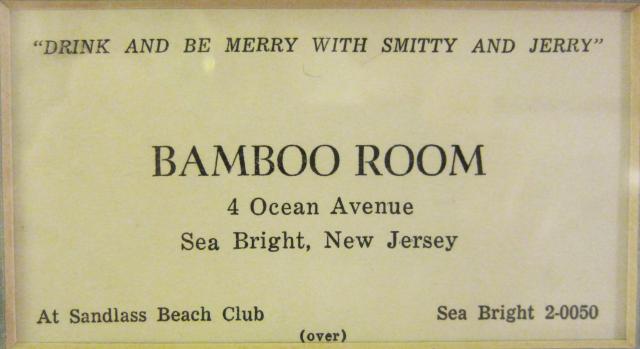 "DRINK AND BE MERRY WITH SMITTY AND JERRY"
BAMBOO ROOM
4 Ocean Avenue
Sea Bright, New Jersey
At Sandlass Beach Club
Sea Bright 2-0050
(over)